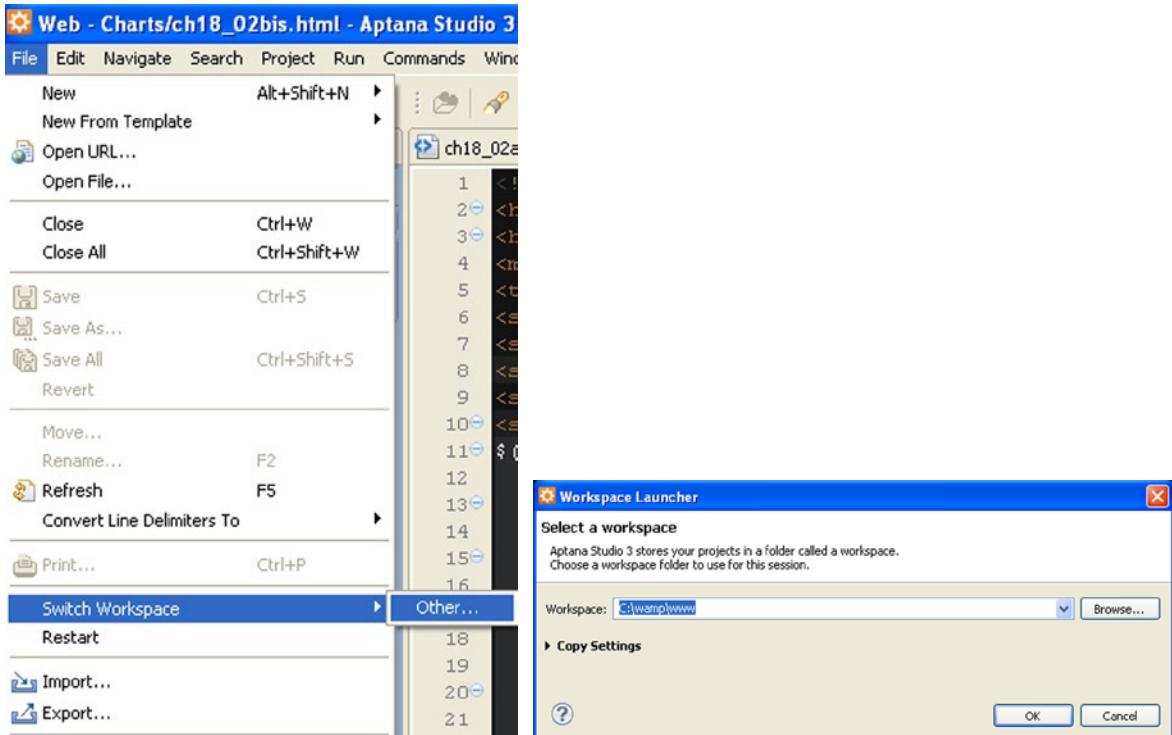 Web - Charts/ch18_02bis.html - Aptana Studio 3
File Edit Navigate Search Project Run Commands
New Alt+Shift+N
New From Template
Open URL...
Open File...
Close Ctrl+W
Close All Ctrl+Shift+W
Save Ctrl+S
Save As...
Save All Ctrl+Shift+S
Revert
Move...
Rename... F2
Refresh F5
Convert Line Delimiters To
Print... Ctrl+P
Switch Workspace
Restart
Import...
Export...
Other...
ch18_02
1 <!
2 <h
3 <h
4 <m
5 <t
6 <s
7 <s
8 <s
9 <s
10 <s
11 $(
12
13
14
15
16
18
19
20
21
Workspace Launcher
Select a workspace
Aptana Studio 3 stores your projects in a folder called a workspace.
Choose a workspace folder to use for this session.
Workspace: C:\wamp\www Browse...
Copy Settings
? OK Cancel